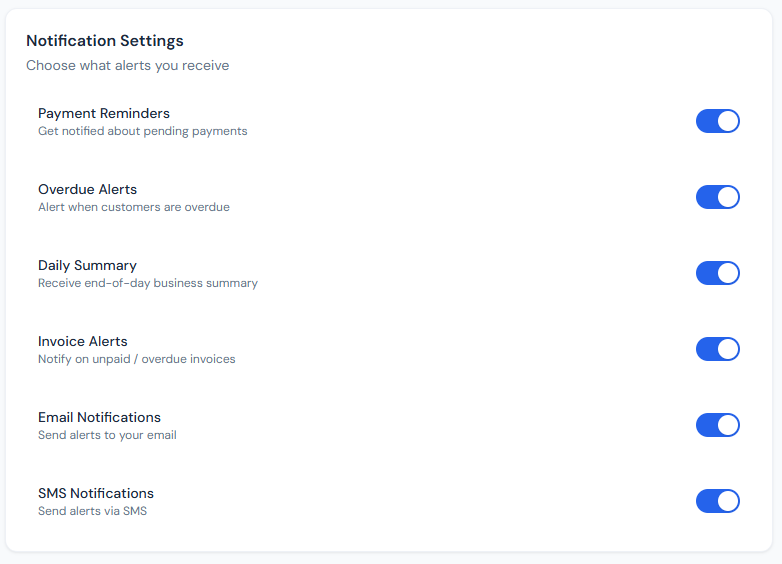 Notification Settings
Choose what alerts you receive
Payment Reminders
Get notified about pending payments
Overdue Alerts
Alert when customers are overdue
Daily Summary
Receive end-of-day business summary
Invoice Alerts
Notify on unpaid / overdue invoices
Email Notifications
Send alerts to your email
SMS Notifications
Send alerts via SMS